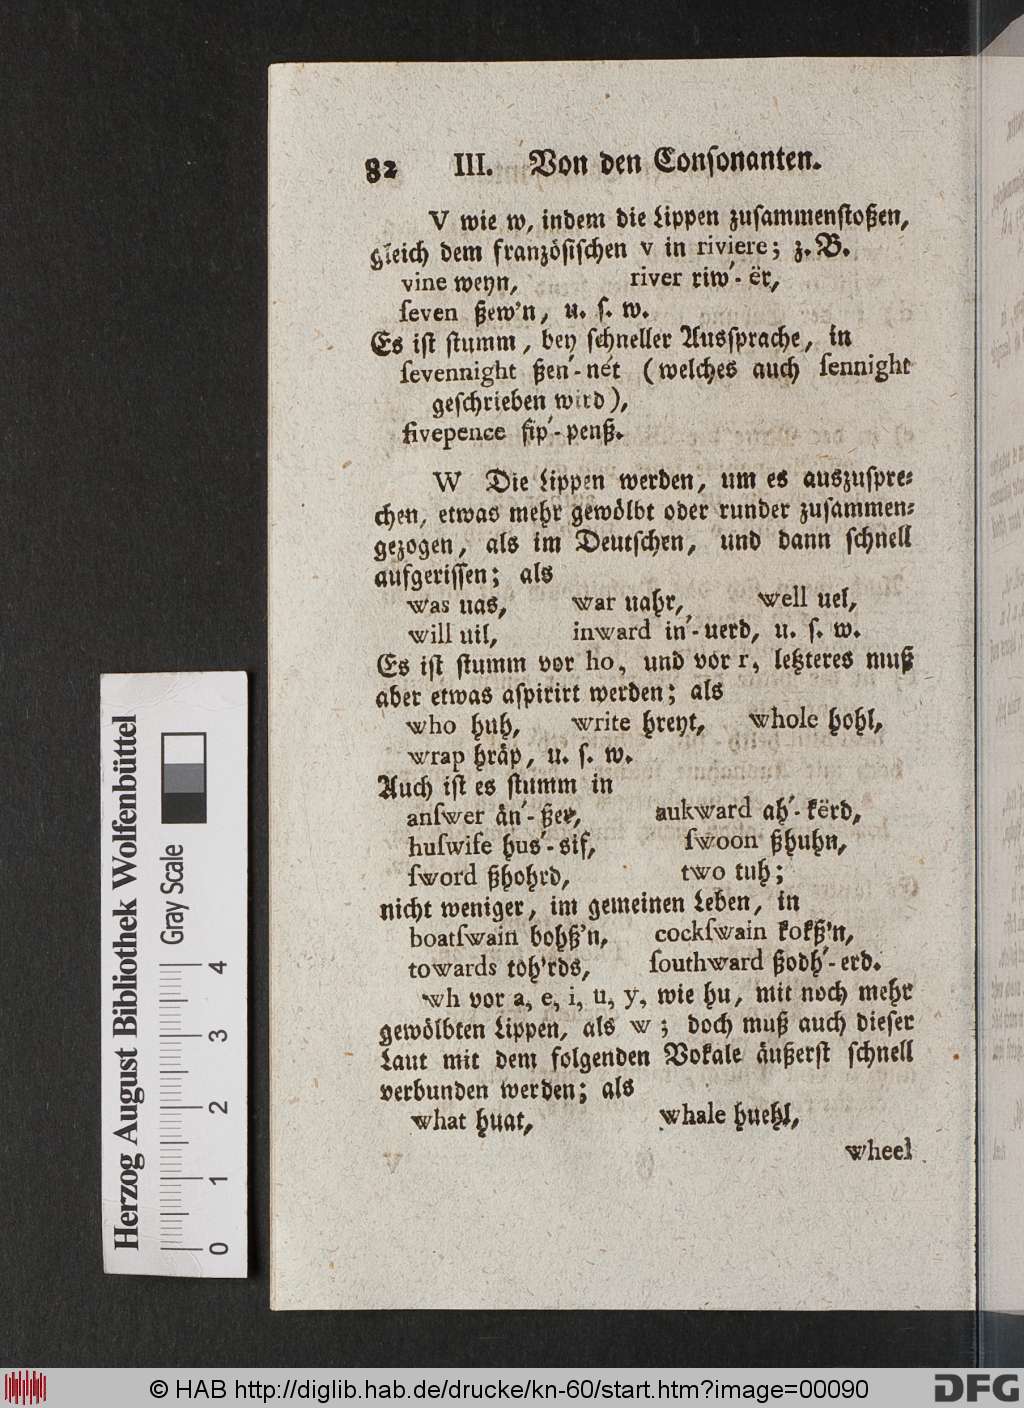 82 III. Von den Conſonanten.
V wie w, indem die Lippen zuſammenſtoßen,
gleich dem franzöſiſchen v in riviere; z. B.
vine weyn, river riw´-ër,
ſeven ßew'n, u. ſ. w.
Es iſt ſtumm, bey ſchneller Ausſprache, in
ſevennight ßen´-nét (welches auch ſennight
geſchrieben wird),
fivepence fip´-penß.
W Die Lippen werden, um es auszuſpre⸗
chen, etwas mehr gewölbt oder runder zuſammen⸗
gezogen, als im Deutſchen, und dann ſchnell
aufgeriſſen; als
was uas, war uahr, well uel,
will uil, inward in´-uerd, u. ſ. w.
Es iſt ſtumm vor ho, und vor r, letzteres muß
aber etwas aſpirirt werden; als
who huh, write hreyt, whole hohl,
wrap hräp, u. ſ. w.
Auch iſt es ſtumm in
anſwer än´-ßer, aukward ah´-kërd,
huſwife hus´-sif, ſwoon ßhuhn,
ſword ßhohrd, two tuh;
nicht weniger, im gemeinen Leben, in
boatſwain bohß'n, cockſwain kokß'n,
towards toh'rds, ſouthward ßodh´-erd.
wh vor a, e, i, u, y, wie hu, mit noch mehr
gewölbten Lippen, als w; doch muß auch dieſer
Laut mit dem folgenden Vokale äußerſt ſchnell
verbunden werden; als
what huat, whale huehl,
wheel
Herzog August Bibliothek Wolfenbüttel
Gray Scale
0 1 2 3 4
© HAB http://diglib.hab.de/drucke/kn-60/start.htm?image=00090
DFG